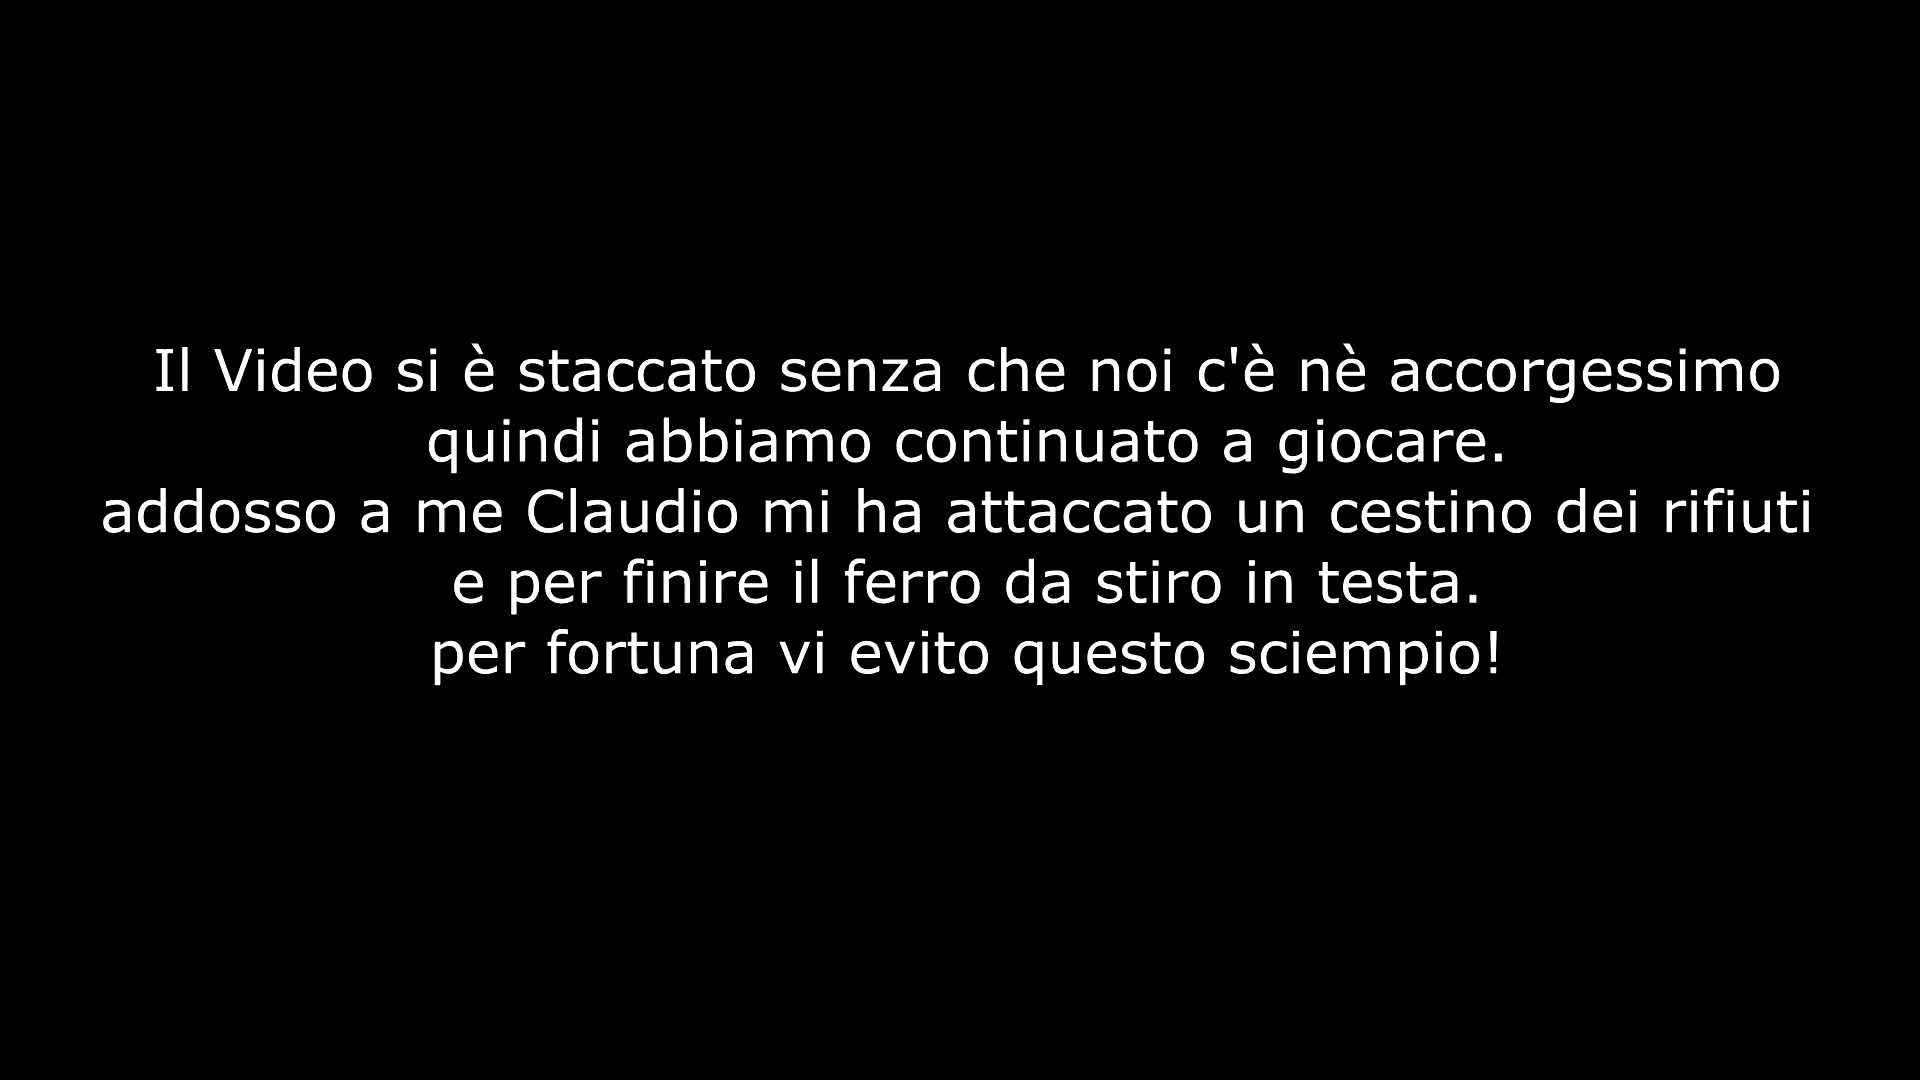 Il Video si è staccato senza che noi c'è nè accorgessimo
quindi abbiamo continuato a giocare.
addosso a me Claudio mi ha attaccato un cestino dei rifiuti
e per finire il ferro da stiro in testa.
per fortuna vi evito questo sciempio!